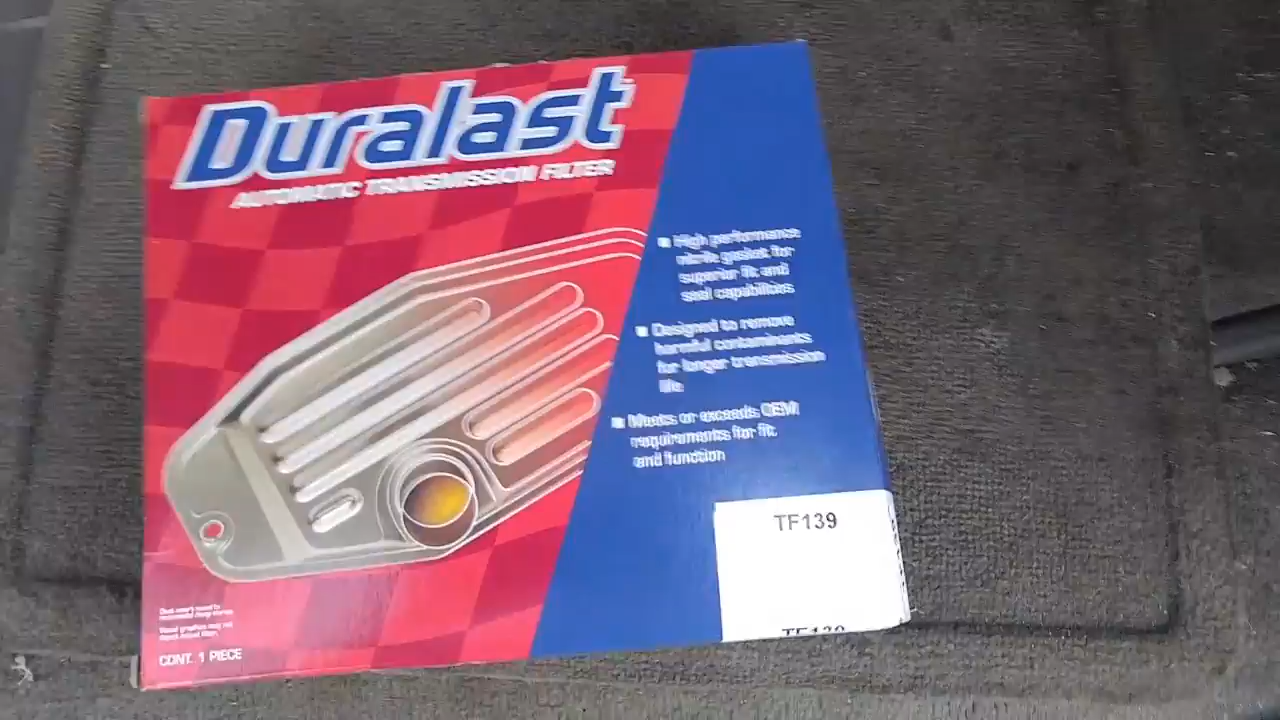 Duralast
AUTOMATIC TRANSMISSION FILTER
High performance
nitrile gasket for
superior fit and
seal capabilities
Designed to remove
harmful contaminants
for longer transmission
life
Meets or exceeds OEM
requirements for fit
and function
TF139
TF139
CONT. 1 PIECE